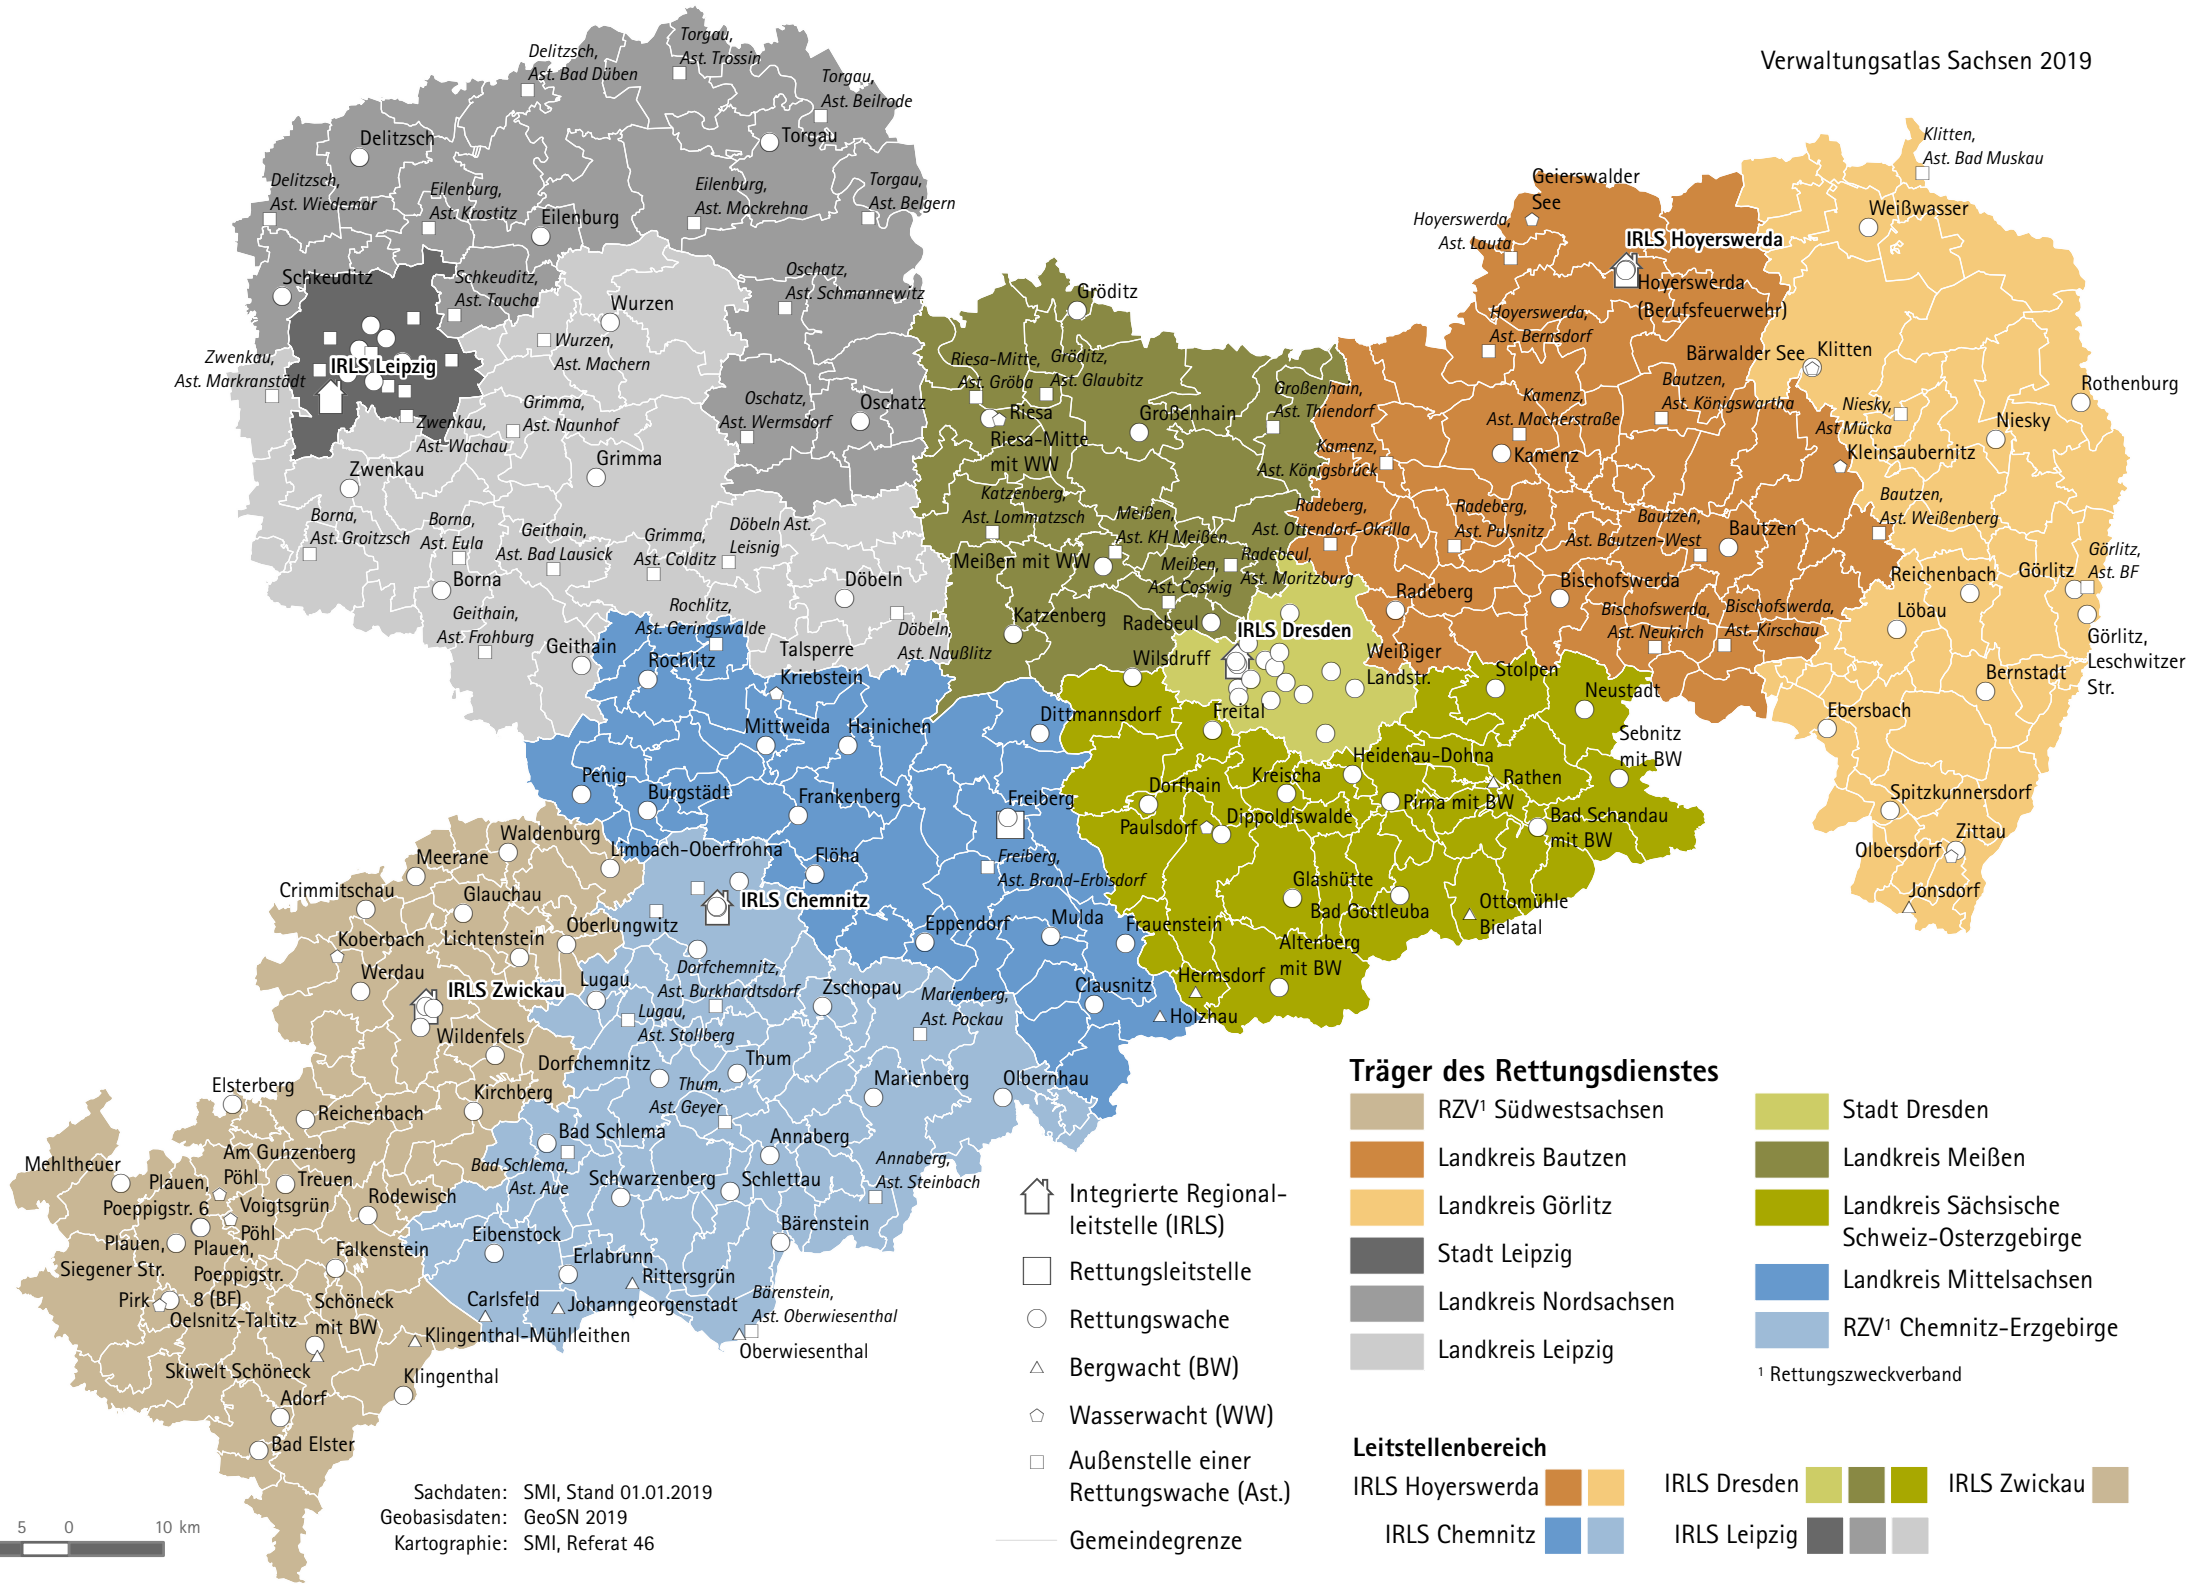 Verwaltungsatlas Sachsen 2019
Torgau,
Ast. Trossin
Delitzsch,
Ast. Bad Düben
Torgau,
Ast. Beilrode
Delitzsch
Torgau
Delitzsch,
Ast. Wiedemar
Eilenburg,
Ast. Krostitz
Eilenburg
Eilenburg,
Ast. Mockrehna
Torgau,
Ast. Belgern
Schkeuditz
Schkeuditz,
Ast. Taucha
Oschatz,
Ast. Schmannewitz
Wurzen
Wurzen,
Ast. Machern
Zwenkau,
Ast. Markranstädt
IRLS Leipzig
Zwenkau,
Ast. Wachau
Grimma,
Ast. Naunhof
Oschatz,
Ast. Wermsdorf
Oschatz
Zwenkau
Grimma
Borna,
Ast. Groitzsch
Borna,
Ast. Eula
Geithain,
Ast. Bad Lausick
Grimma,
Ast. Colditz
Döbeln Ast.
Leisnig
Borna
Döbeln
Geithain,
Ast. Frohburg
Geithain
Döbeln,
Ast. Naußlitz
Gröditz
Riesa-Mitte,
Ast. Gröba
Gröditz,
Ast. Glaubitz
Riesa
Riesa-Mitte
mit WW
Großenhain
Großenhain,
Ast. Thiendorf
Katzenberg,
Ast. Lommatzsch
Meißen,
Ast. KH Meißen
Meißen mit WW
Meißen,
Ast. Coswig
Radebeul,
Ast. Moritzburg
Katzenberg
Radebeul
IRLS Dresden
Weißiger
Landstr.
Klitten,
Ast. Bad Muskau
Geierswalder
See
Hoyerswerda,
Ast. Lauta
Weißwasser
IRLS Hoyerswerda
Hoyerswerda
(Berufsfeuerwehr)
Hoyerswerda,
Ast. Bernsdorf
Bärwalder See
Klitten
Bautzen,
Ast. Königswartha
Kamenz,
Ast. Macherstraße
Kamenz
Kamenz,
Ast. Königsbrück
Niesky,
Ast Mücka
Kleinsaubernitz
Niesky
Rothenburg
Radeberg,
Ast. Ottendorf-Okrilla
Radeberg,
Ast. Pulsnitz
Bautzen,
Ast. Bautzen-West
Bautzen
Bautzen,
Ast. Weißenberg
Radeberg
Bischofswerda
Bischofswerda,
Ast. Neukirch
Bischofswerda,
Ast. Kirschau
Reichenbach
Görlitz
Görlitz,
Ast. BF
Löbau
Görlitz,
Leschwitzer
Str.
Bernstadt
Ebersbach
Spitzkunnersdorf
Zittau
Olbersdorf
Jonsdorf
Wilsdruff
Freital
Stolpen
Neustadt
Sebnitz
mit BW
Heidenau-Dohna
Rathen
Kreischa
Dorfhain
Pirna mit BW
Bad Schandau
mit BW
Paulsdorf
Dippoldiswalde
Glashütte
Bad Gottleuba
Ottomühle
Bielatal
Altenberg
mit BW
Hermsdorf
Rochlitz,
Ast. Geringswalde
Rochlitz
Talsperre
Kriebstein
Mittweida
Hainichen
Dittmannsdorf
Penig
Burgstädt
Frankenberg
Freiberg
Flöha
Freiberg,
Ast. Brand-Erbisdorf
Eppendorf
Mulda
Frauenstein
Clausnitz
Holzhau
Waldenburg
Limbach-Oberfrohna
Meerane
Crimmitschau
Glauchau
Oberlungwitz
IRLS Chemnitz
Koberbach
Lichtenstein
Werdau
IRLS Zwickau
Lugau
Dorfchemnitz,
Ast. Burkhardtsdorf
Zschopau
Marienberg,
Ast. Pockau
Lugau,
Ast. Stollberg
Wildenfels
Dorfchemnitz
Thum
Thum,
Ast. Geyer
Marienberg
Olbernhau
Elsterberg
Reichenbach
Kirchberg
Bad Schlema
Bad Schlema,
Ast. Aue
Annaberg
Annaberg,
Ast. Steinbach
Schwarzenberg
Schlettau
Bärenstein
Mehltheuer
Am Gunzenberg
Pöhl
Treuen
Plauen,
Poeppigstr. 6
Voigtsgrün
Pöhl
Rodewisch
Plauen,
Siegener Str.
Plauen,
Poeppigstr.
8 (BF)
Falkenstein
Eibenstock
Erlabrunn
Rittersgrün
Pirk
Oelsnitz-Taltitz
Schöneck
mit BW
Carlsfeld
Johanngeorgenstadt
Bärenstein,
Ast. Oberwiesenthal
Oberwiesenthal
Klingenthal-Mühlleithen
Skiwelt Schöneck
Klingenthal
Adorf
Bad Elster
Träger des Rettungsdienstes
RZV¹ Südwestsachsen
Landkreis Bautzen
Landkreis Görlitz
Stadt Leipzig
Landkreis Nordsachsen
Landkreis Leipzig
Stadt Dresden
Landkreis Meißen
Landkreis Sächsische
Schweiz-Osterzgebirge
Landkreis Mittelsachsen
RZV¹ Chemnitz-Erzgebirge
¹ Rettungszweckverband
Integrierte Regional-
leitstelle (IRLS)
Rettungsleitstelle
Rettungswache
Bergwacht (BW)
Wasserwacht (WW)
Außenstelle einer
Rettungswache (Ast.)
Gemeindegrenze
Leitstellenbereich
IRLS Hoyerswerda
IRLS Dresden
IRLS Zwickau
IRLS Chemnitz
IRLS Leipzig
Sachdaten: SMI, Stand 01.01.2019
Geobasisdaten: GeoSN 2019
Kartographie: SMI, Referat 46
5 0 10 km